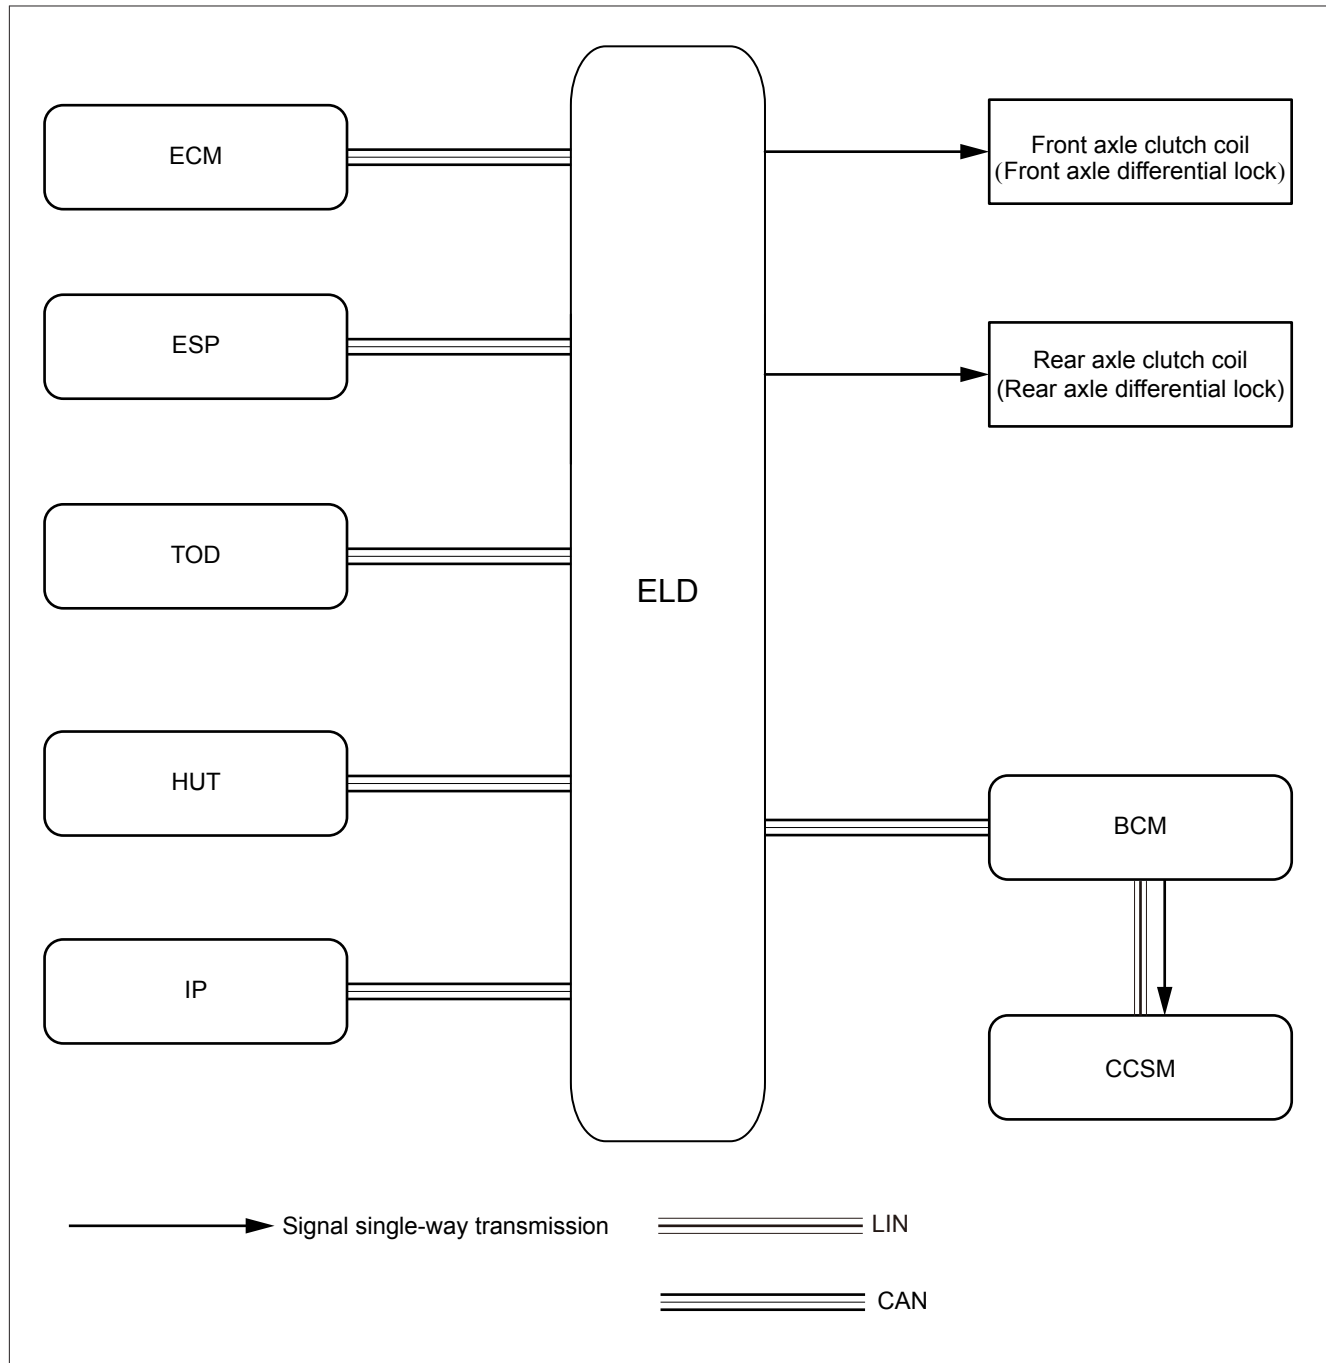 ECM
ESP
TOD
HUT
IP
ELD
Front axle clutch coil
(Front axle differential lock)
Rear axle clutch coil
(Rear axle differential lock)
BCM
CCSM
Signal single-way transmission
LIN
CAN